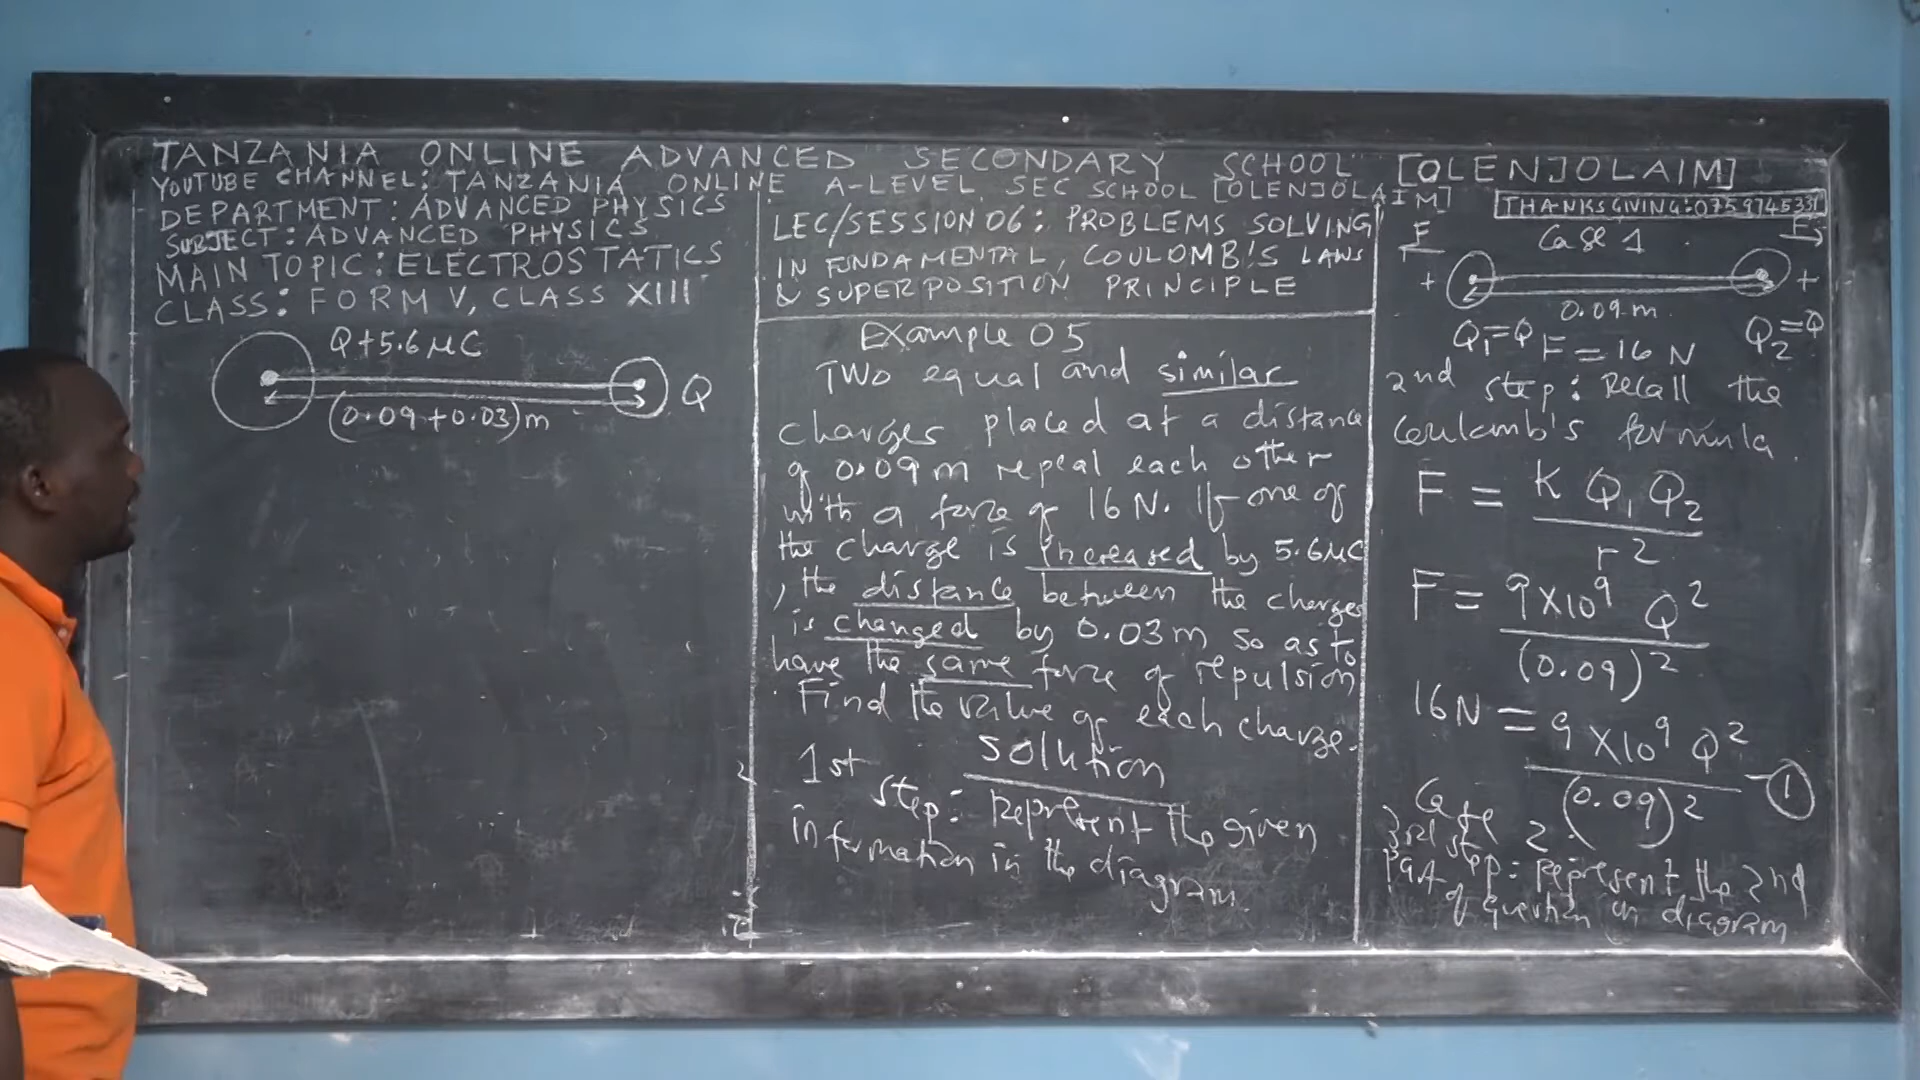 TANZANIA ONLINE ADVANCED SECONDARY SCHOOL [OLENJOLAIM]
YOUTUBE CHANNEL: TANZANIA ONLINE A-LEVEL SEC SCHOOL [OLENJOLAIM]
DEPARTMENT: ADVANCED PHYSICS
SUBJECT: ADVANCED PHYSICS
MAIN TOPIC: ELECTROSTATICS
CLASS: FORM V, CLASS XIII
Q+5.6 μC
Q
(0.09+0.03)m
LEC/SESSION 06: PROBLEMS SOLVING
IN FUNDAMENTAL, COULOMB'S LAWS
& SUPERPOSITION PRINCIPLE
Example 05
TWO equal and similar
charges placed at a distance
of 0.09m repeal each other
with a force of 16 N. If one of
the charge is increased by 5.6μC
, the distance between the charges
is changed by 0.03m so as to
have the same force of repulsion
Find the value of each charge.
Solution
1st
step: Represent the given
information in the diagram.
THANKS GIVING: 0759745331
F Case 1 F
+ +
0.09m
Q1=Q F = 16 N Q2=Q
2nd step: Recall the
Coulomb's formula.
F = K Q1 Q2
r2
F = 9X10⁹ Q²
(0.09)²
16N = 9 X10⁹ Q² - 1
(0.09)²
Case 2.
3rd step: represent the 2nd
part of question on diagram